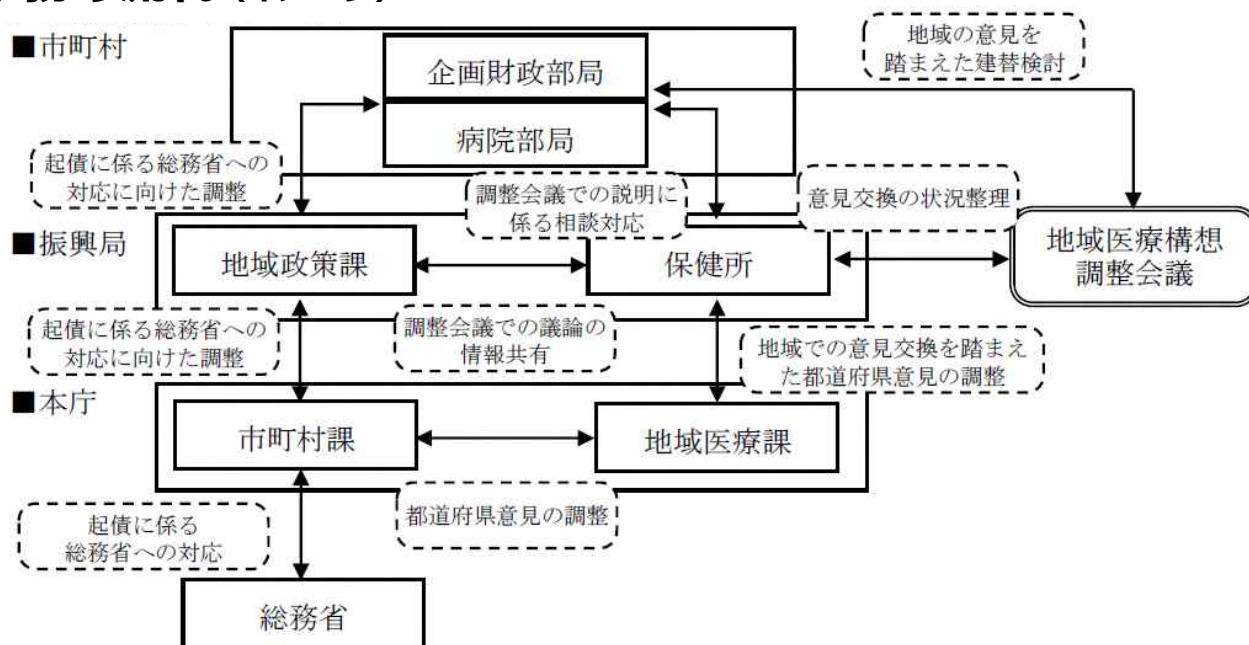 ■市町村
企画財政部局
病院部局
地域の意見を
踏まえた建替検討
起債に係る総務省への
対応に向けた調整
調整会議での説明に
係る相談対応
意見交換の状況整理
■振興局
地域政策課
保健所
地域医療構想
調整会議
起債に係る総務省への
対応に向けた調整
調整会議での議論の
情報共有
地域での意見交換を踏まえ
た都道府県意見の調整
■本庁
市町村課
地域医療課
起債に係る
総務省への対応
都道府県意見の調整
総務省